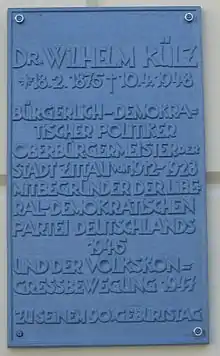 DR. WILHELM KÜLZ
*18.2.1875 †10.4.1948
BÜRGERLICH-DEMOKRA-
TISCHER POLITIKER
OBERBÜRGERMEISTER DER
STADT ZITTAU VON 1912-1923
MITBEGRÜNDER DER LIBE-
RAL-DEMOKRATISCHEN
PARTEI DEUTSCHLANDS
1945
UND DER VOLKSKON-
GRESSBEWEGUNG 1947
ZU SEINEM 90. GEBURTSTAG